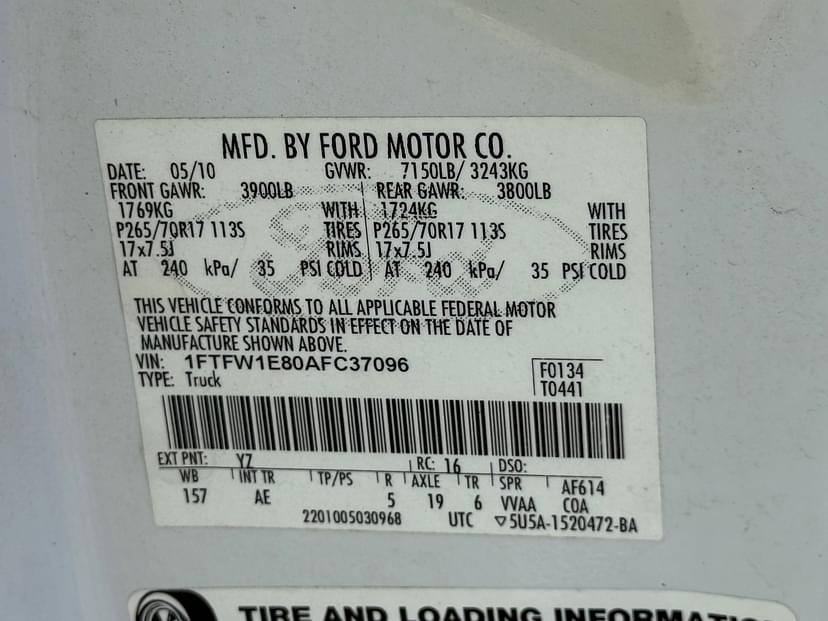 MFD. BY FORD MOTOR CO.
DATE: 05/10 GVWR: 7150LB/ 3243KG
FRONT GAWR: 3900LB REAR GAWR: 3800LB
1769KG WITH 1724KG WITH
P265/70R17 113S TIRES P265/70R17 113S TIRES
17x7.5J RIMS 17x7.5J RIMS
AT 240 kPa/ 35 PSI COLD AT 240 kPa/ 35 PSI COLD
THIS VEHICLE CONFORMS TO ALL APPLICABLE FEDERAL MOTOR
VEHICLE SAFETY STANDARDS IN EFFECT ON THE DATE OF
MANUFACTURE SHOWN ABOVE.
VIN: 1FTFW1E80AFC37096 F0134
TYPE: Truck T0441
EXT PNT: YZ RC: 16 DSO:
WB INT TR TP/PS R AXLE TR SPR AF614
157 AE 5 19 6 VVAA COA
2201005030968 UTC ▽5U5A-1520472-BA
TIRE AND LOADING INFORMATION